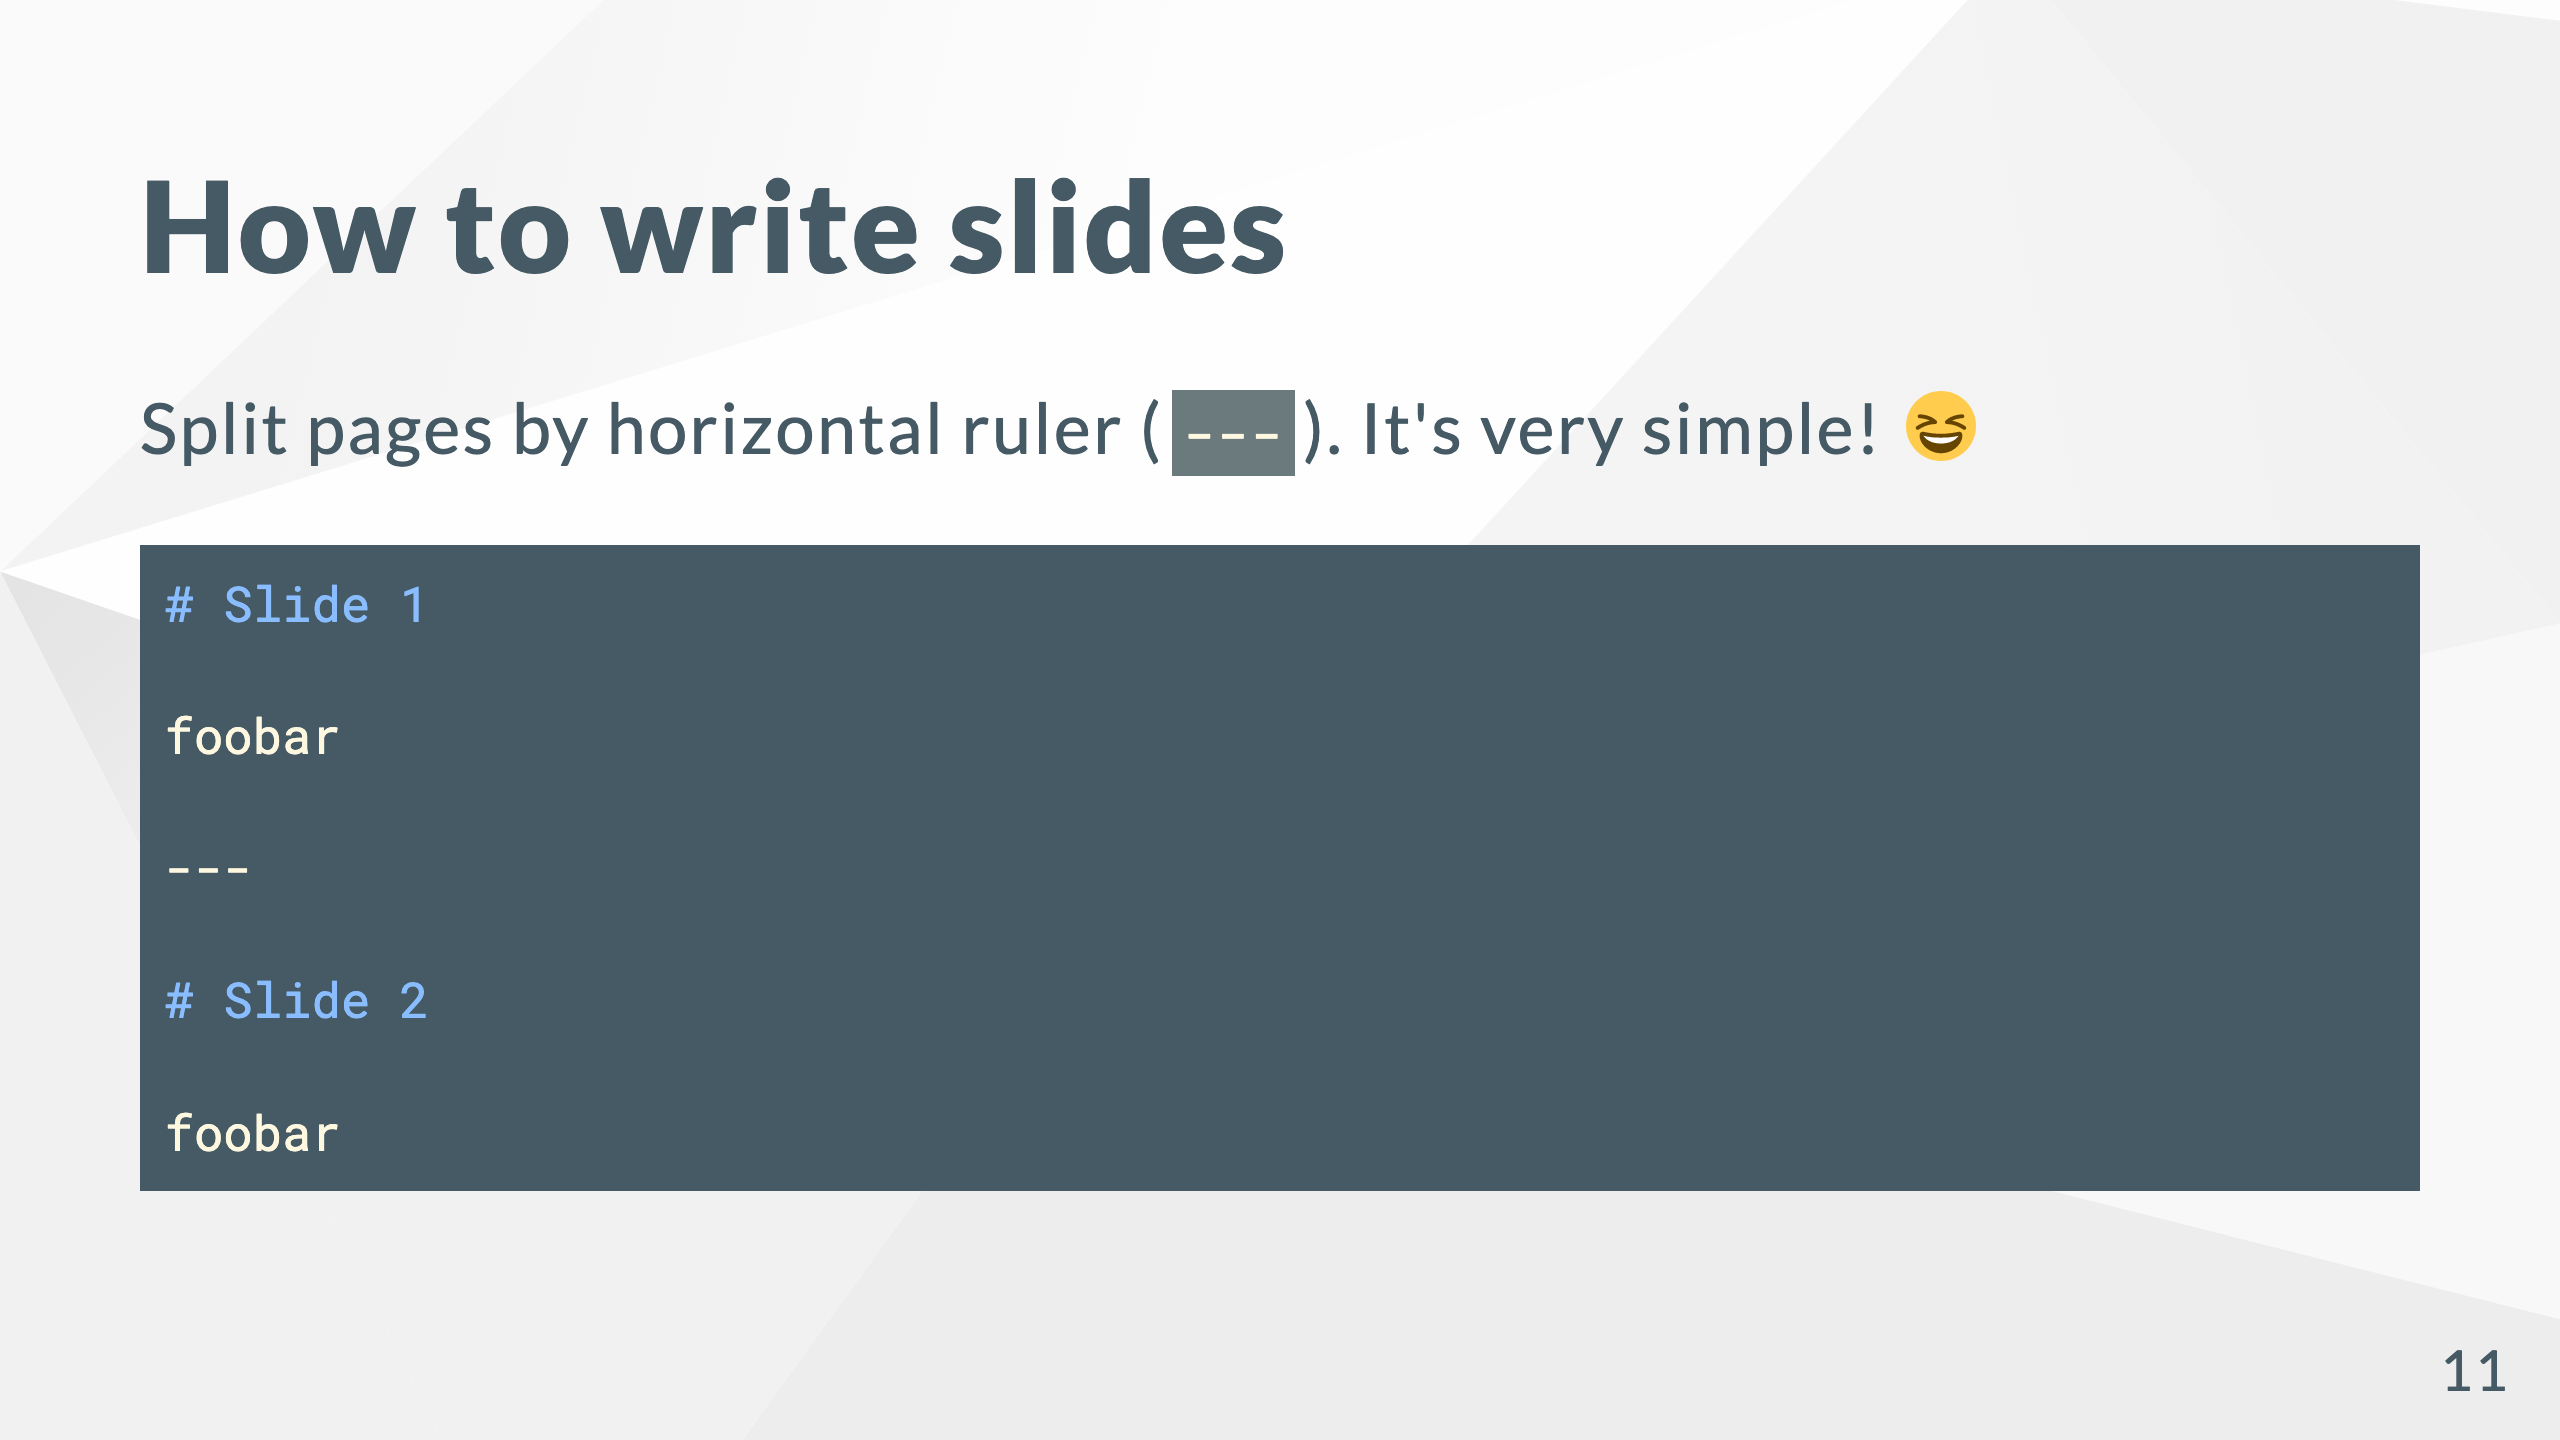 How to write slides
Split pages by horizontal ruler ( --- ). It's very simple! 😆
# Slide 1
foobar
---
# Slide 2
foobar
11